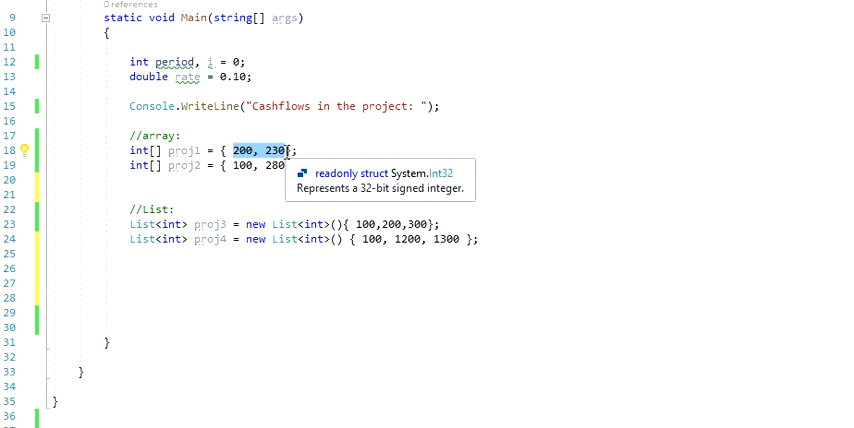 0 references
9 static void Main(string[] args)
10 {
11
12 int period, i = 0;
13 double rate = 0.10;
14
15 Console.WriteLine("Cashflows in the project: ");
16
17 //array:
18 int[] proj1 = { 200, 230};
19 int[] proj2 = { 100, 280
readonly struct System.Int32
Represents a 32-bit signed integer.
20
21
22 //List:
23 List<int> proj3 = new List<int>(){ 100,200,300};
24 List<int> proj4 = new List<int>() { 100, 1200, 1300 };
25
26
27
28
29
30
31 }
32
33 }
34
35 }
36